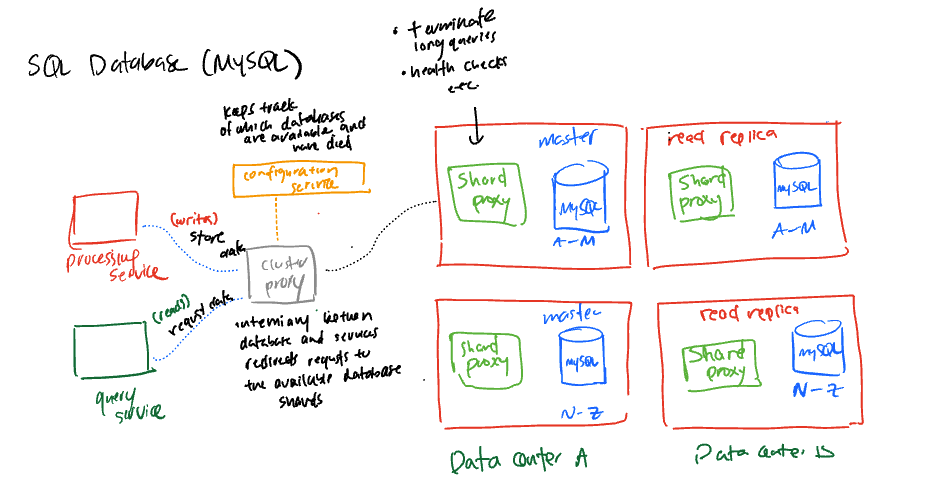 SQL Database (MySQL)
• terminate
long queries
• health checks
etc
keeps track
of which databases
are available and
have died
configuration
service
(writes)
store
data
processing
service
cluster
proxy
(reads)
request data
query
service
• intermiary between
database and services
redirects requests to
the available database
shards
master
Shard
proxy
MySQL
A-M
read replica
Shard
proxy
MySQL
A-M
master
Shard
proxy
MySQL
N-Z
read replica
Shard
proxy
MySQL
N-Z
Data center A
Data center B